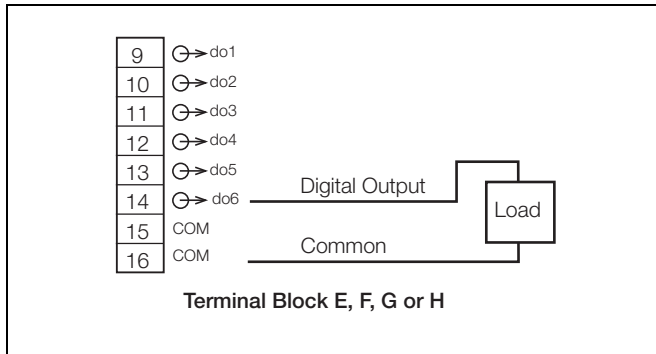 9 do1
10 do2
11 do3
12 do4
13 do5
14 do6 Digital Output
Load
15 COM
16 COM Common
Terminal Block E, F, G or H